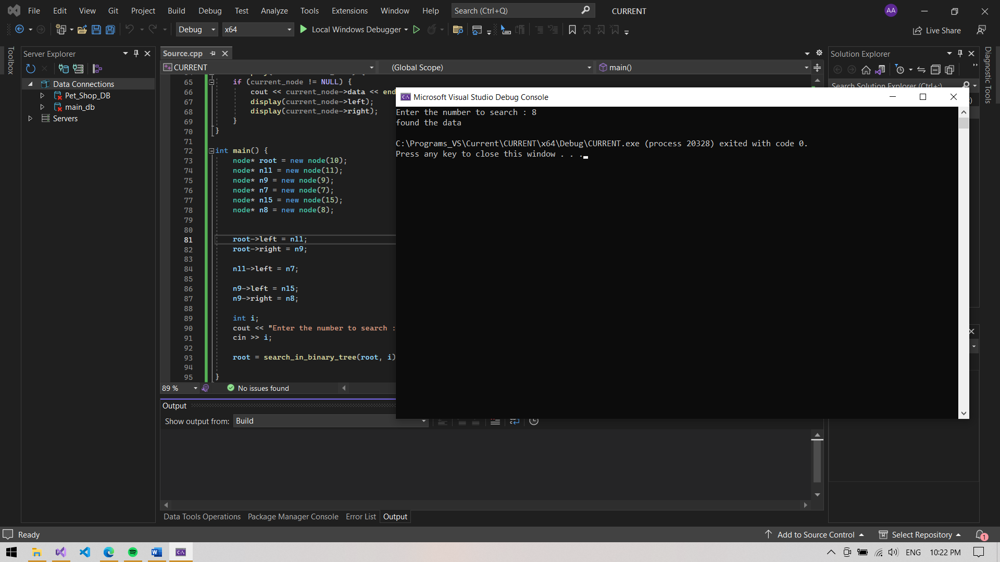 File Edit View Git Project Build Debug Test Analyze Tools Extensions Window Help Search (Ctrl+Q) CURRENT AA
Debug x64 Local Windows Debugger Live Share
Toolbox
Server Explorer
Data Connections
Pet_Shop_DB
main_db
Servers
Source.cpp
CURRENT (Global Scope) main()
65 if (current_node != NULL) {
66 cout << current_node->data << end
67 display(current_node->left);
68 display(current_node->right);
69 }
70 }
71
72 int main() {
73 node* root = new node(10);
74 node* n11 = new node(11);
75 node* n9 = new node(9);
76 node* n7 = new node(7);
77 node* n15 = new node(15);
78 node* n8 = new node(8);
79
80
81 root->left = n11;
82 root->right = n9;
83
84 n11->left = n7;
85
86 n9->left = n15;
87 n9->right = n8;
88
89 int i;
90 cout << "Enter the number to search :
91 cin >> i;
92
93 root = search_in_binary_tree(root, i)
94
95 }
89 % No issues found
Microsoft Visual Studio Debug Console
Enter the number to search : 8
found the data
C:\Programs_VS\Current\CURRENT\x64\Debug\CURRENT.exe (process 20328) exited with code 0.
Press any key to close this window . . .
Solution Explorer
Search Solution Explorer (Ctrl+;)
Diagnostic Tools
Output
Show output from: Build
Data Tools Operations Package Manager Console Error List Output
Ready Add to Source Control Select Repository 1
ENG 10:22 PM